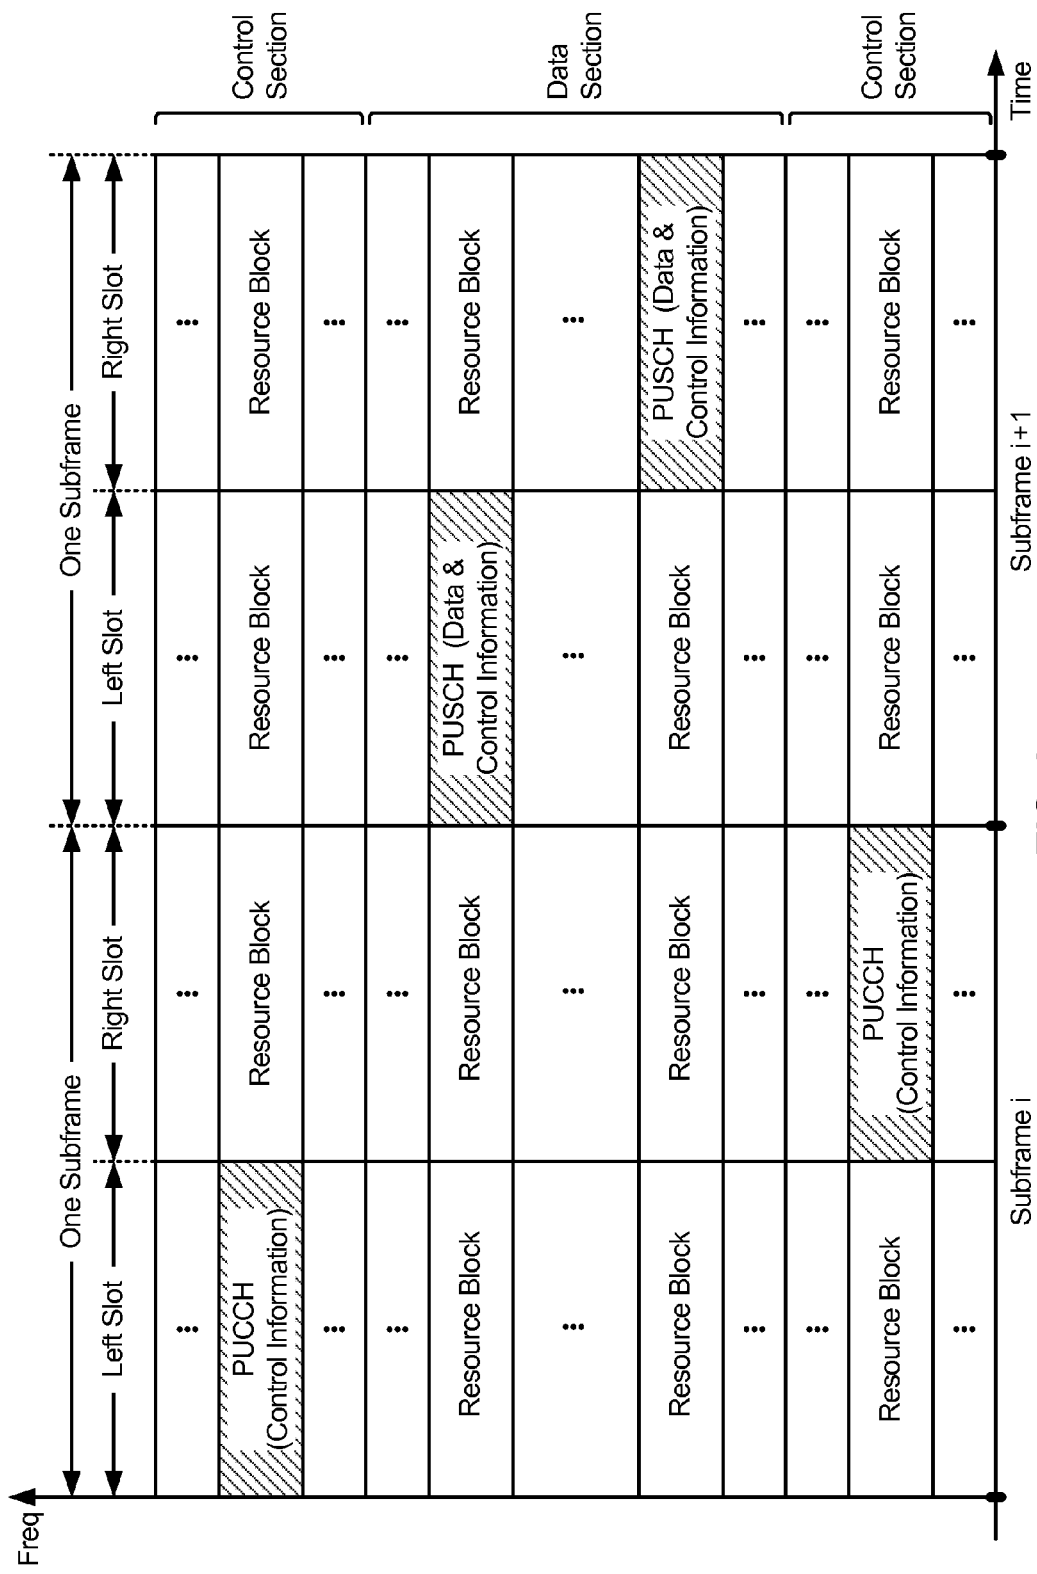 Freq
One Subframe
One Subframe
Left Slot
Right Slot
Left Slot
Right Slot
... ... ... ...
PUCCH
(Control Information)
Resource Block
Resource Block
Resource Block
Control
Section
... ... ... ...
... ... ... ...
Resource Block
Resource Block
PUSCH (Data &
Control Information)
Resource Block
... ... ... ...
Data
Section
Resource Block
Resource Block
Resource Block
PUSCH (Data &
Control Information)
... ... ... ...
... ... ... ...
Resource Block
PUCCH
(Control Information)
Resource Block
Resource Block
Control
Section
... ... ... ...
Subframe i
Subframe i+1
Time